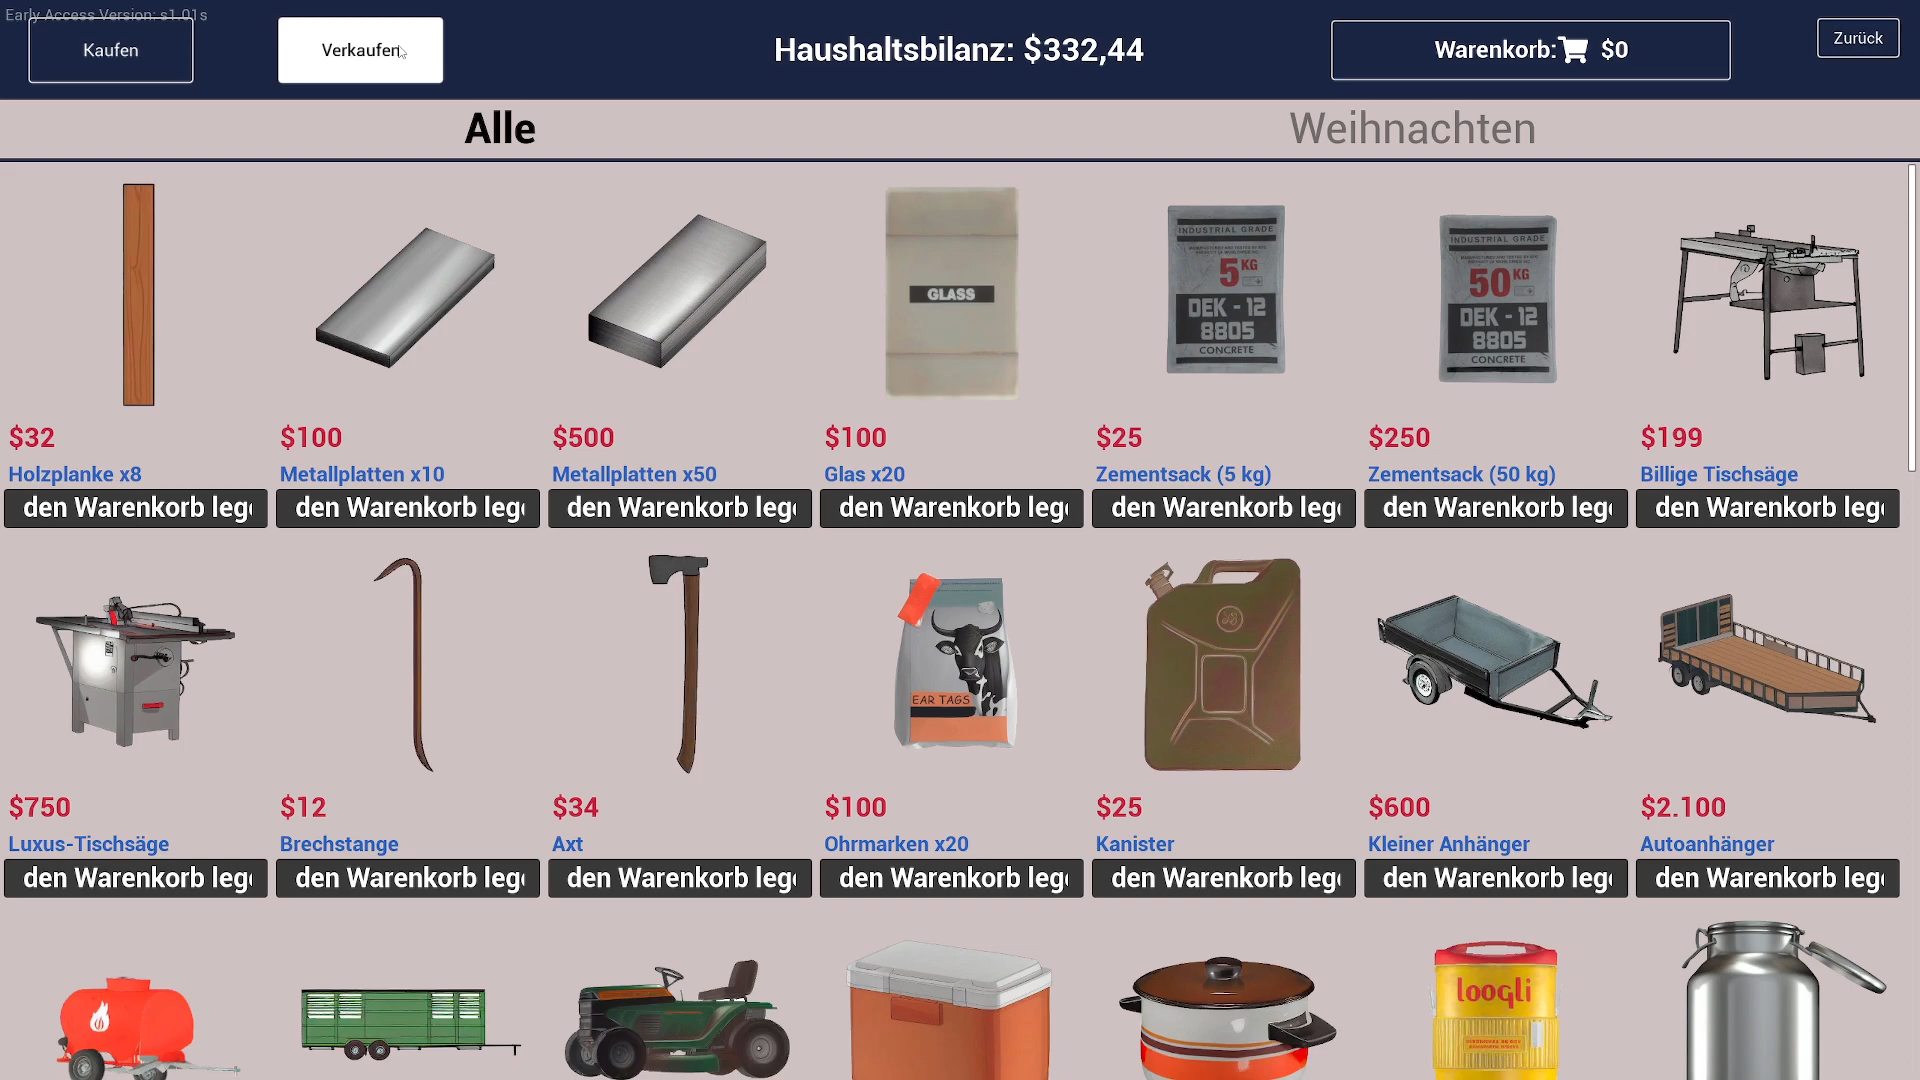 Early Access Version: s1.01s
Kaufen
Verkaufen
Haushaltsbilanz: $332,44
Warenkorb: $0
Zurück
Alle
Weihnachten
GLASS
INDUSTRIAL GRADE
5 KG
DEK - 12
8805
CONCRETE
INDUSTRIAL GRADE
50 KG
DEK - 12
8805
CONCRETE
$32
$100
$500
$100
$25
$250
$199
Holzplanke x8
Metallplatten x10
Metallplatten x50
Glas x20
Zementsack (5 kg)
Zementsack (50 kg)
Billige Tischsäge
den Warenkorb leg
den Warenkorb leg
den Warenkorb leg
den Warenkorb leg
den Warenkorb leg
den Warenkorb leg
den Warenkorb leg
EAR TAGS
$750
$12
$34
$100
$25
$600
$2.100
Luxus-Tischsäge
Brechstange
Axt
Ohrmarken x20
Kanister
Kleiner Anhänger
Autoanhänger
den Warenkorb leg
den Warenkorb leg
den Warenkorb leg
den Warenkorb leg
den Warenkorb leg
den Warenkorb leg
den Warenkorb leg
loogli